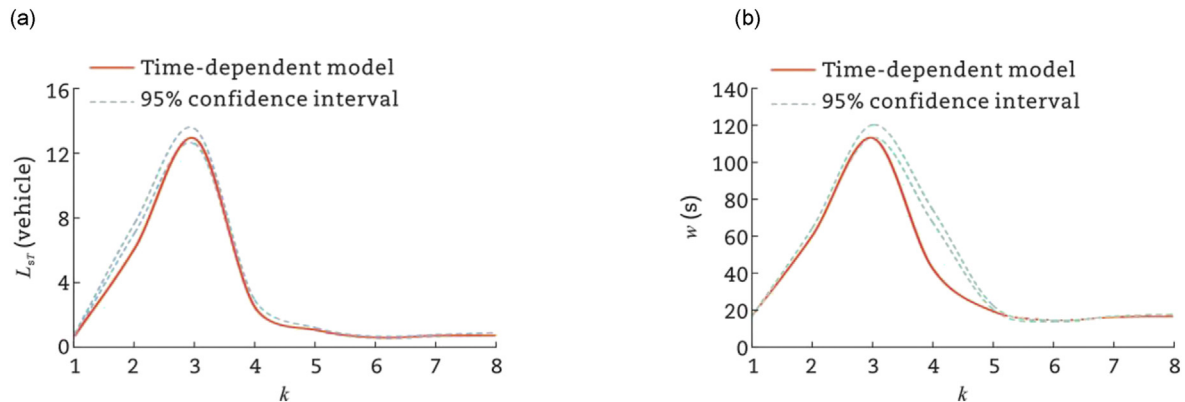 (a)
Time-dependent model
95% confidence interval
16
12
8
4
0
L_sT (vehicle)
1 2 3 4 5 6 7 8
k
(b)
Time-dependent model
95% confidence interval
140
120
100
80
60
40
20
0
w (s)
1 2 3 4 5 6 7 8
k